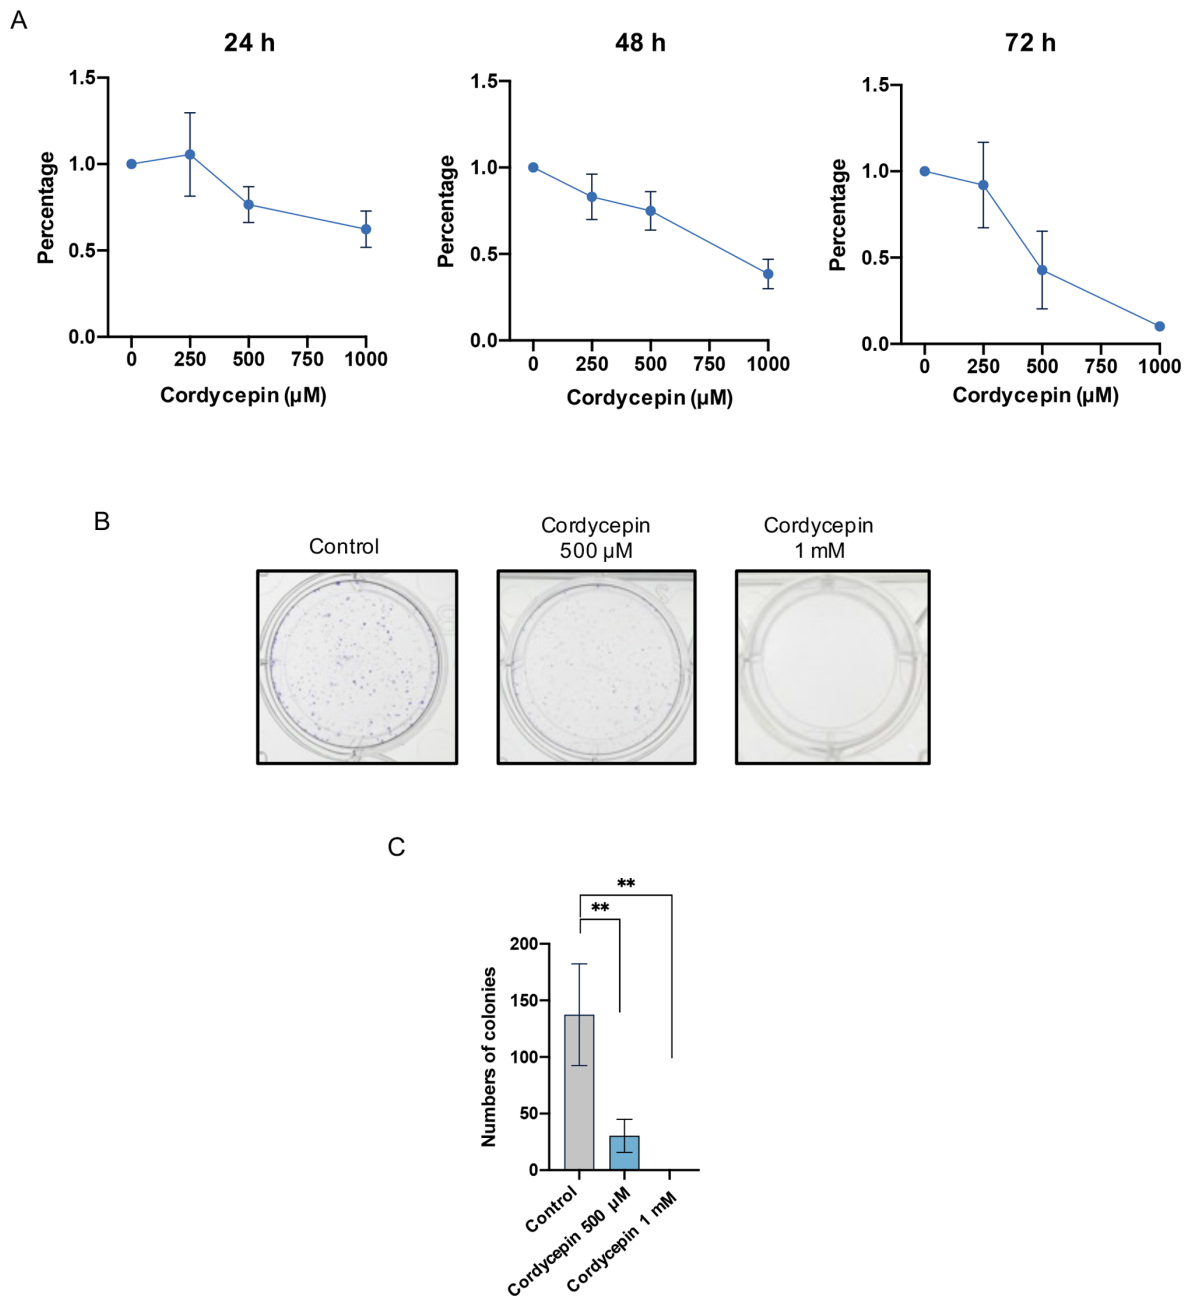 A
24 h
48 h
72 h
1.5
1.0
0.5
0.0
Percentage
0 250 500 750 1000
Cordycepin (µM)
1.5
1.0
0.5
0.0
Percentage
0 250 500 750 1000
Cordycepin (µM)
1.5
1.0
0.5
0.0
Percentage
0 250 500 750 1000
Cordycepin (µM)
B
Control
Cordycepin
500 µM
Cordycepin
1 mM
C
**
**
200
150
100
50
0
Numbers of colonies
Control
Cordycepin 500 µM
Cordycepin 1 mM